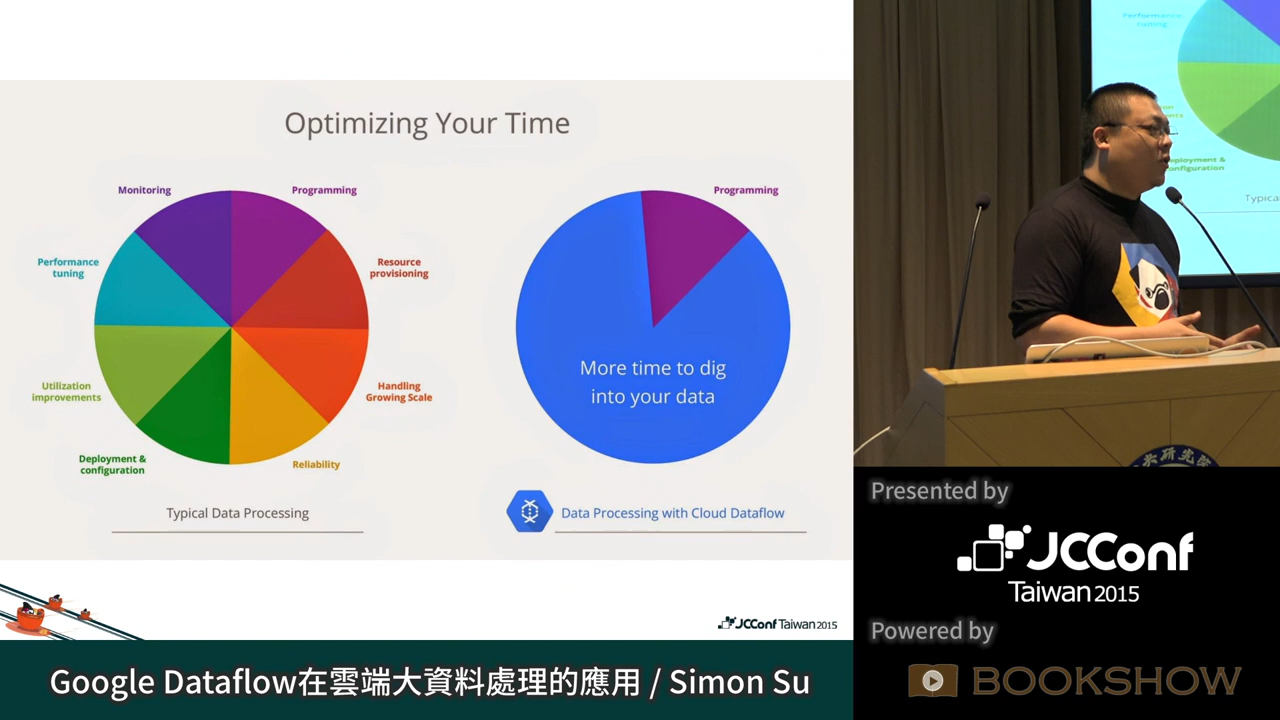 Optimizing Your Time
Monitoring
Programming
Performance
tuning
Resource
provisioning
Utilization
improvements
Handling
Growing Scale
Deployment &
configuration
Reliability
Typical Data Processing
Programming
More time to dig
into your data
Data Processing with Cloud Dataflow
JCConf Taiwan 2015
Google Dataflow在雲端大資料處理的應用 / Simon Su
Performance
tuning
eployment &
onfiguration
Typica
Presented by
JCConf
Taiwan 2015
Powered by
BOOKSHOW